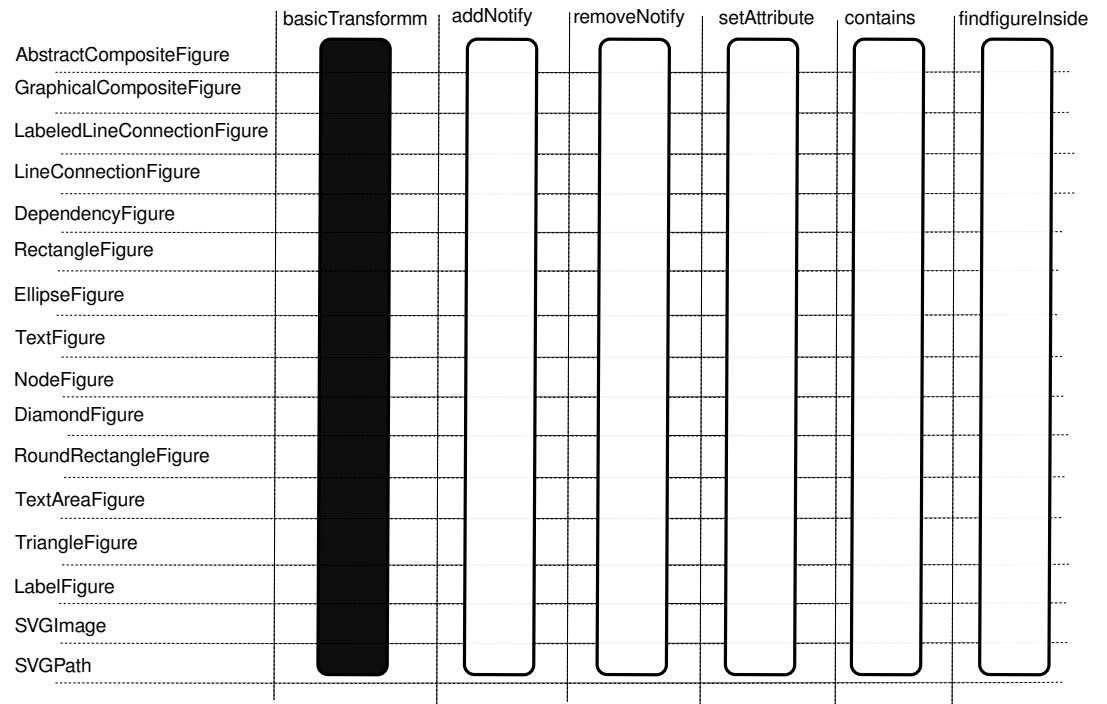 basicTransformm addNotify removeNotify setAttribute contains findfigureInside
AbstractCompositeFigure
GraphicalCompositeFigure
LabeledLineConnectionFigure
LineConnectionFigure
DependencyFigure
RectangleFigure
EllipseFigure
TextFigure
NodeFigure
DiamondFigure
RoundRectangleFigure
TextAreaFigure
TriangleFigure
LabelFigure
SVGImage
SVGPath